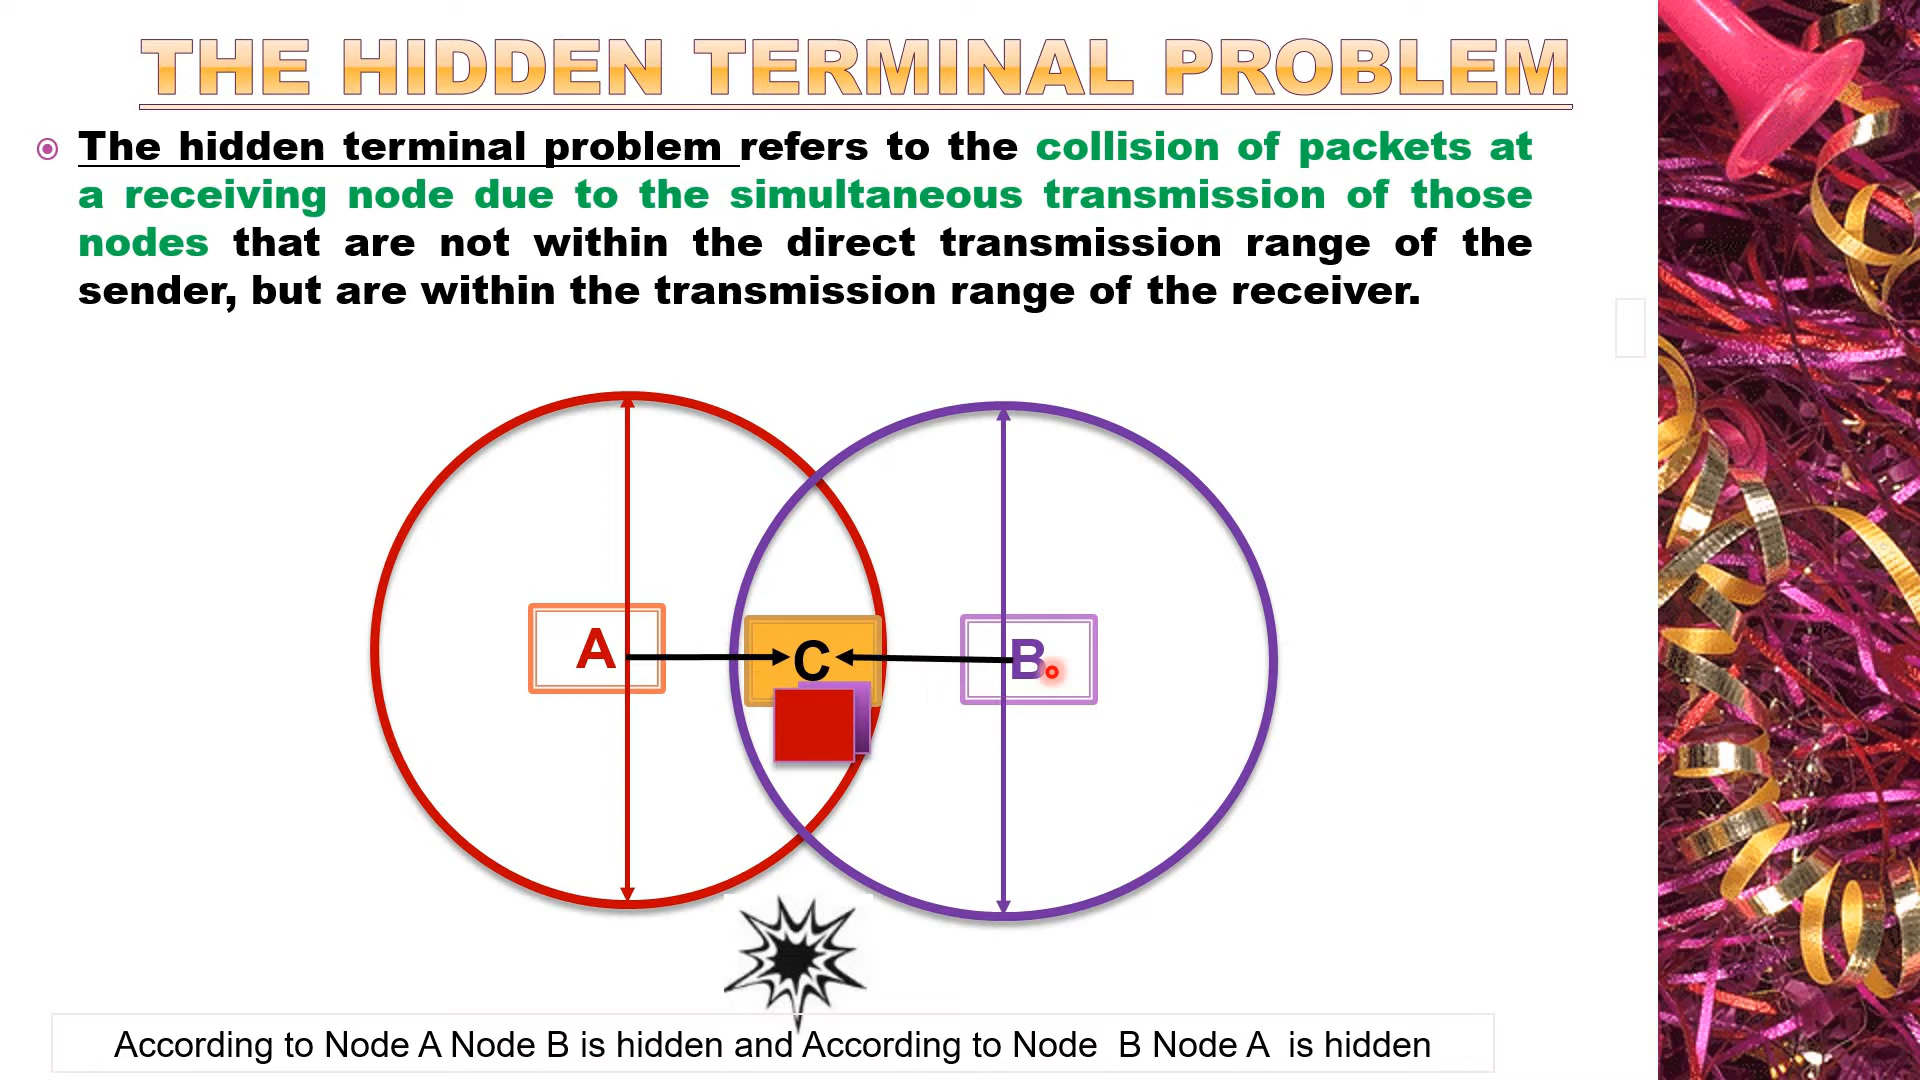 THE HIDDEN TERMINAL PROBLEM
The hidden terminal problem refers to the collision of packets at
a receiving node due to the simultaneous transmission of those
nodes that are not within the direct transmission range of the
sender, but are within the transmission range of the receiver.
A
C
B
According to Node A Node B is hidden and According to Node B Node A is hidden